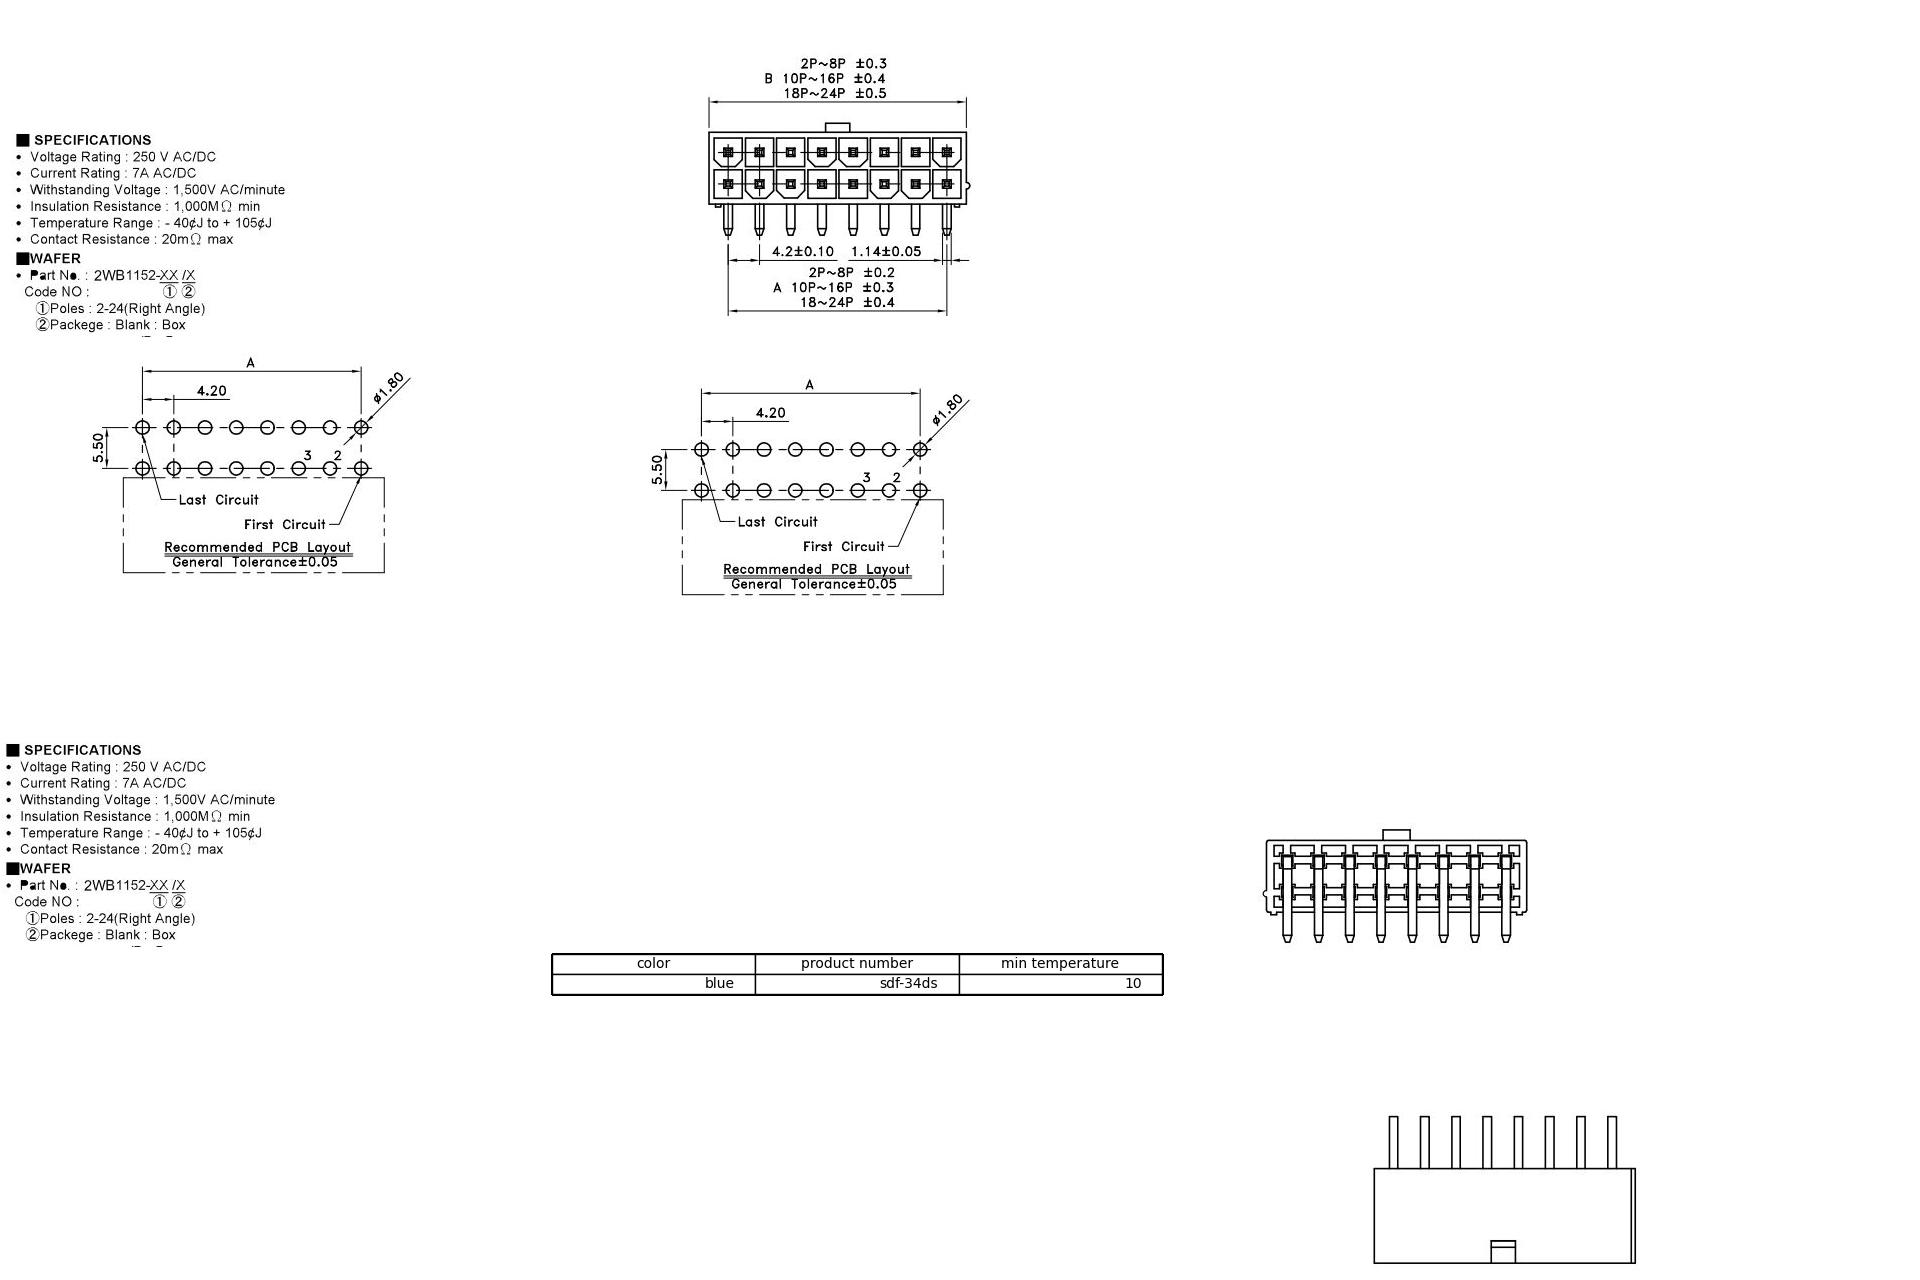 2P~8P ±0.3
B 10P~16P ±0.4
18P~24P ±0.5
■ SPECIFICATIONS
• Voltage Rating : 250 V AC/DC
• Current Rating : 7A AC/DC
• Withstanding Voltage : 1,500V AC/minute
• Insulation Resistance : 1,000MΩ min
• Temperature Range : - 40¢J to + 105¢J
• Contact Resistance : 20mΩ max
■WAFER
• Part No. : 2WB1152-XX /X
Code NO : ① ②
①Poles : 2-24(Right Angle)
②Packege : Blank : Box
4.2±0.10 1.14±0.05
2P~8P ±0.2
A 10P~16P ±0.3
18~24P ±0.4
A
4.20
ø1.80
5.50
3 2
Last Circuit
First Circuit
Recommended PCB Layout
General Tolerance±0.05
A
4.20
ø1.80
5.50
3 2
Last Circuit
First Circuit
Recommended PCB Layout
General Tolerance±0.05
■ SPECIFICATIONS
• Voltage Rating : 250 V AC/DC
• Current Rating : 7A AC/DC
• Withstanding Voltage : 1,500V AC/minute
• Insulation Resistance : 1,000MΩ min
• Temperature Range : - 40¢J to + 105¢J
• Contact Resistance : 20mΩ max
■WAFER
• Part No. : 2WB1152-XX /X
Code NO : ① ②
①Poles : 2-24(Right Angle)
②Packege : Blank : Box
color product number min temperature
blue sdf-34ds 10